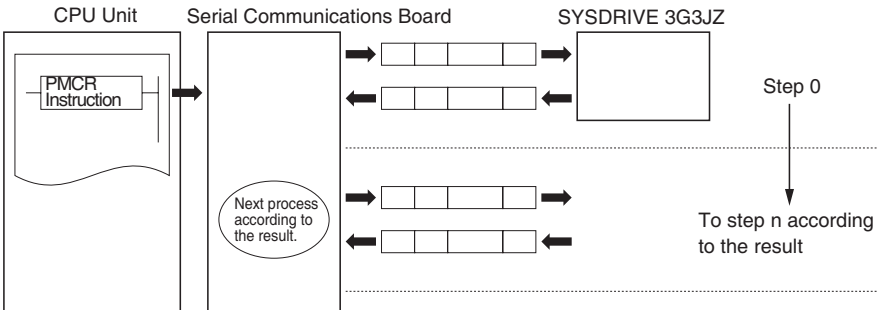 CPU Unit
Serial Communications Board
SYSDRIVE 3G3JZ
PMCR
Instruction
Step 0
Next process
according to
the result.
To step n according
to the result